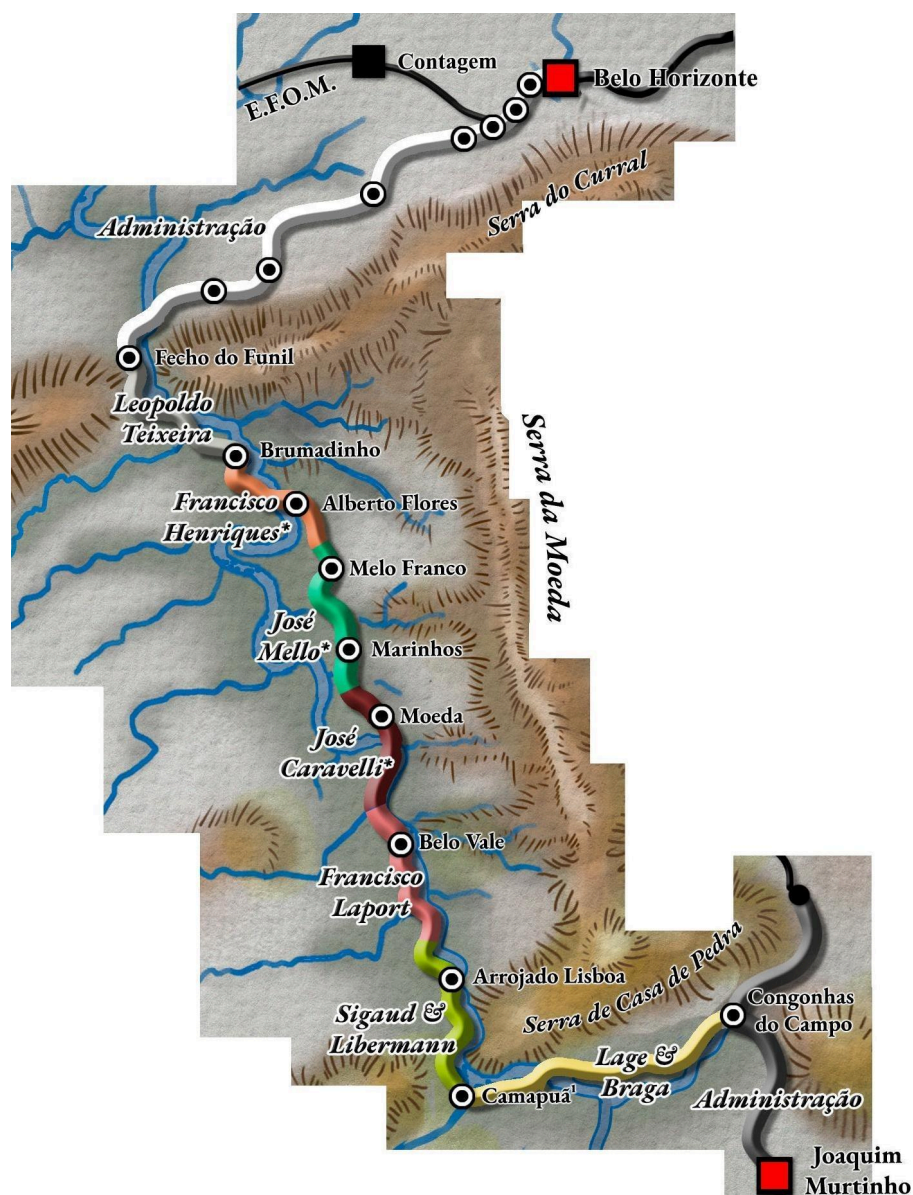 Contagem
E.F.O.M.
Belo Horizonte
Serra do Curral
Administração
Fecho do Funil
Leopoldo
Teixeira
Brumadinho
Serra da Moeda
Francisco
Henriques*
Alberto Flores
Melo Franco
José
Mello*
Marinhos
Moeda
José
Caravelli*
Belo Vale
Francisco
Laport
Arrojado Lisboa
Serra de Casa de Pedra
Congonhas
do Campo
Sigaud &
Libermann
Lage &
Braga
Camapuã¹
Administração
Joaquim
Murtinho